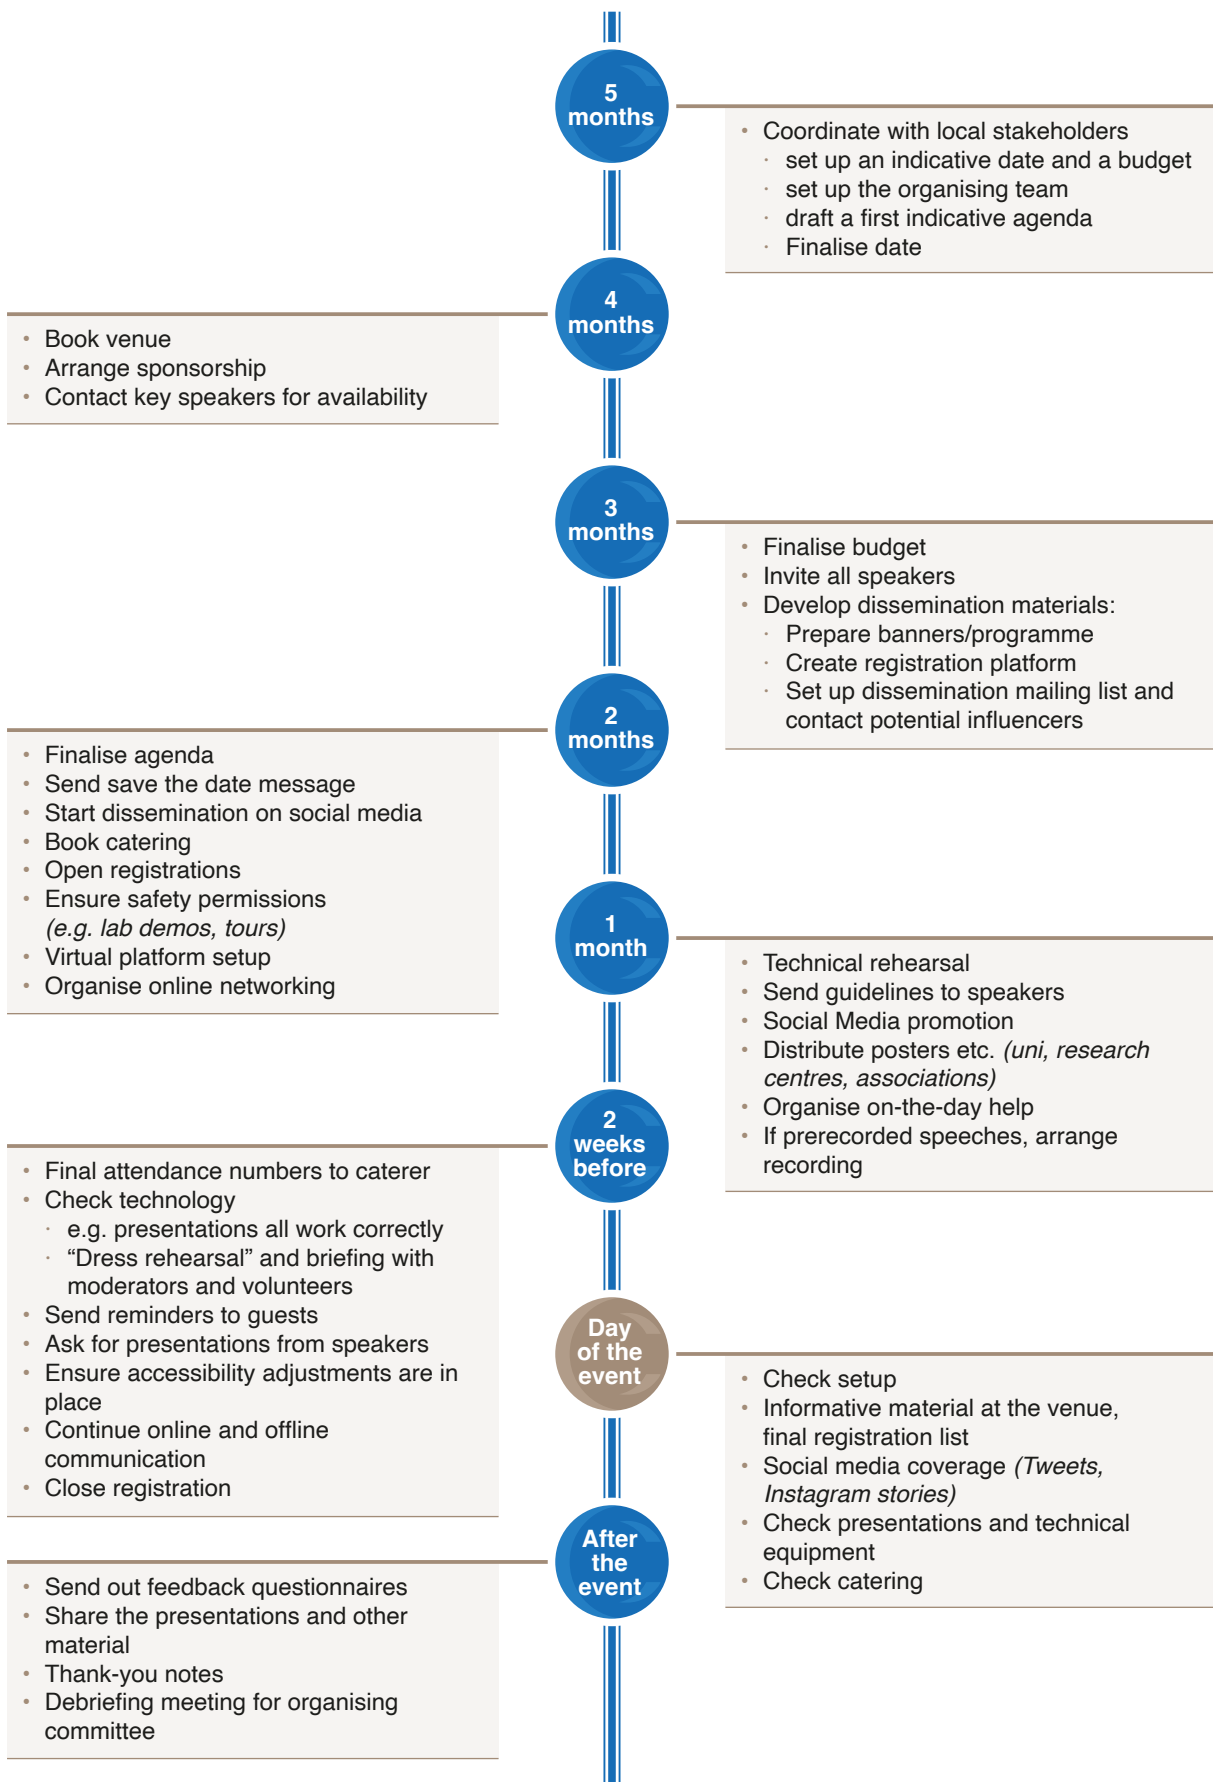 5
months
• Coordinate with local stakeholders
· set up an indicative date and a budget
· set up the organising team
· draft a first indicative agenda
· Finalise date
4
months
• Book venue
• Arrange sponsorship
• Contact key speakers for availability
3
months
• Finalise budget
• Invite all speakers
• Develop dissemination materials:
· Prepare banners/programme
· Create registration platform
· Set up dissemination mailing list and
contact potential influencers
2
months
• Finalise agenda
• Send save the date message
• Start dissemination on social media
• Book catering
• Open registrations
• Ensure safety permissions
(e.g. lab demos, tours)
• Virtual platform setup
• Organise online networking
1
month
• Technical rehearsal
• Send guidelines to speakers
• Social Media promotion
• Distribute posters etc. (uni, research
centres, associations)
• Organise on-the-day help
• If prerecorded speeches, arrange
recording
2
weeks
before
• Final attendance numbers to caterer
• Check technology
· e.g. presentations all work correctly
· “Dress rehearsal” and briefing with
moderators and volunteers
• Send reminders to guests
• Ask for presentations from speakers
• Ensure accessibility adjustments are in
place
• Continue online and offline
communication
• Close registration
Day
of the
event
• Check setup
• Informative material at the venue,
final registration list
• Social media coverage (Tweets,
Instagram stories)
• Check presentations and technical
equipment
• Check catering
After
the
event
• Send out feedback questionnaires
• Share the presentations and other
material
• Thank-you notes
• Debriefing meeting for organising
committee